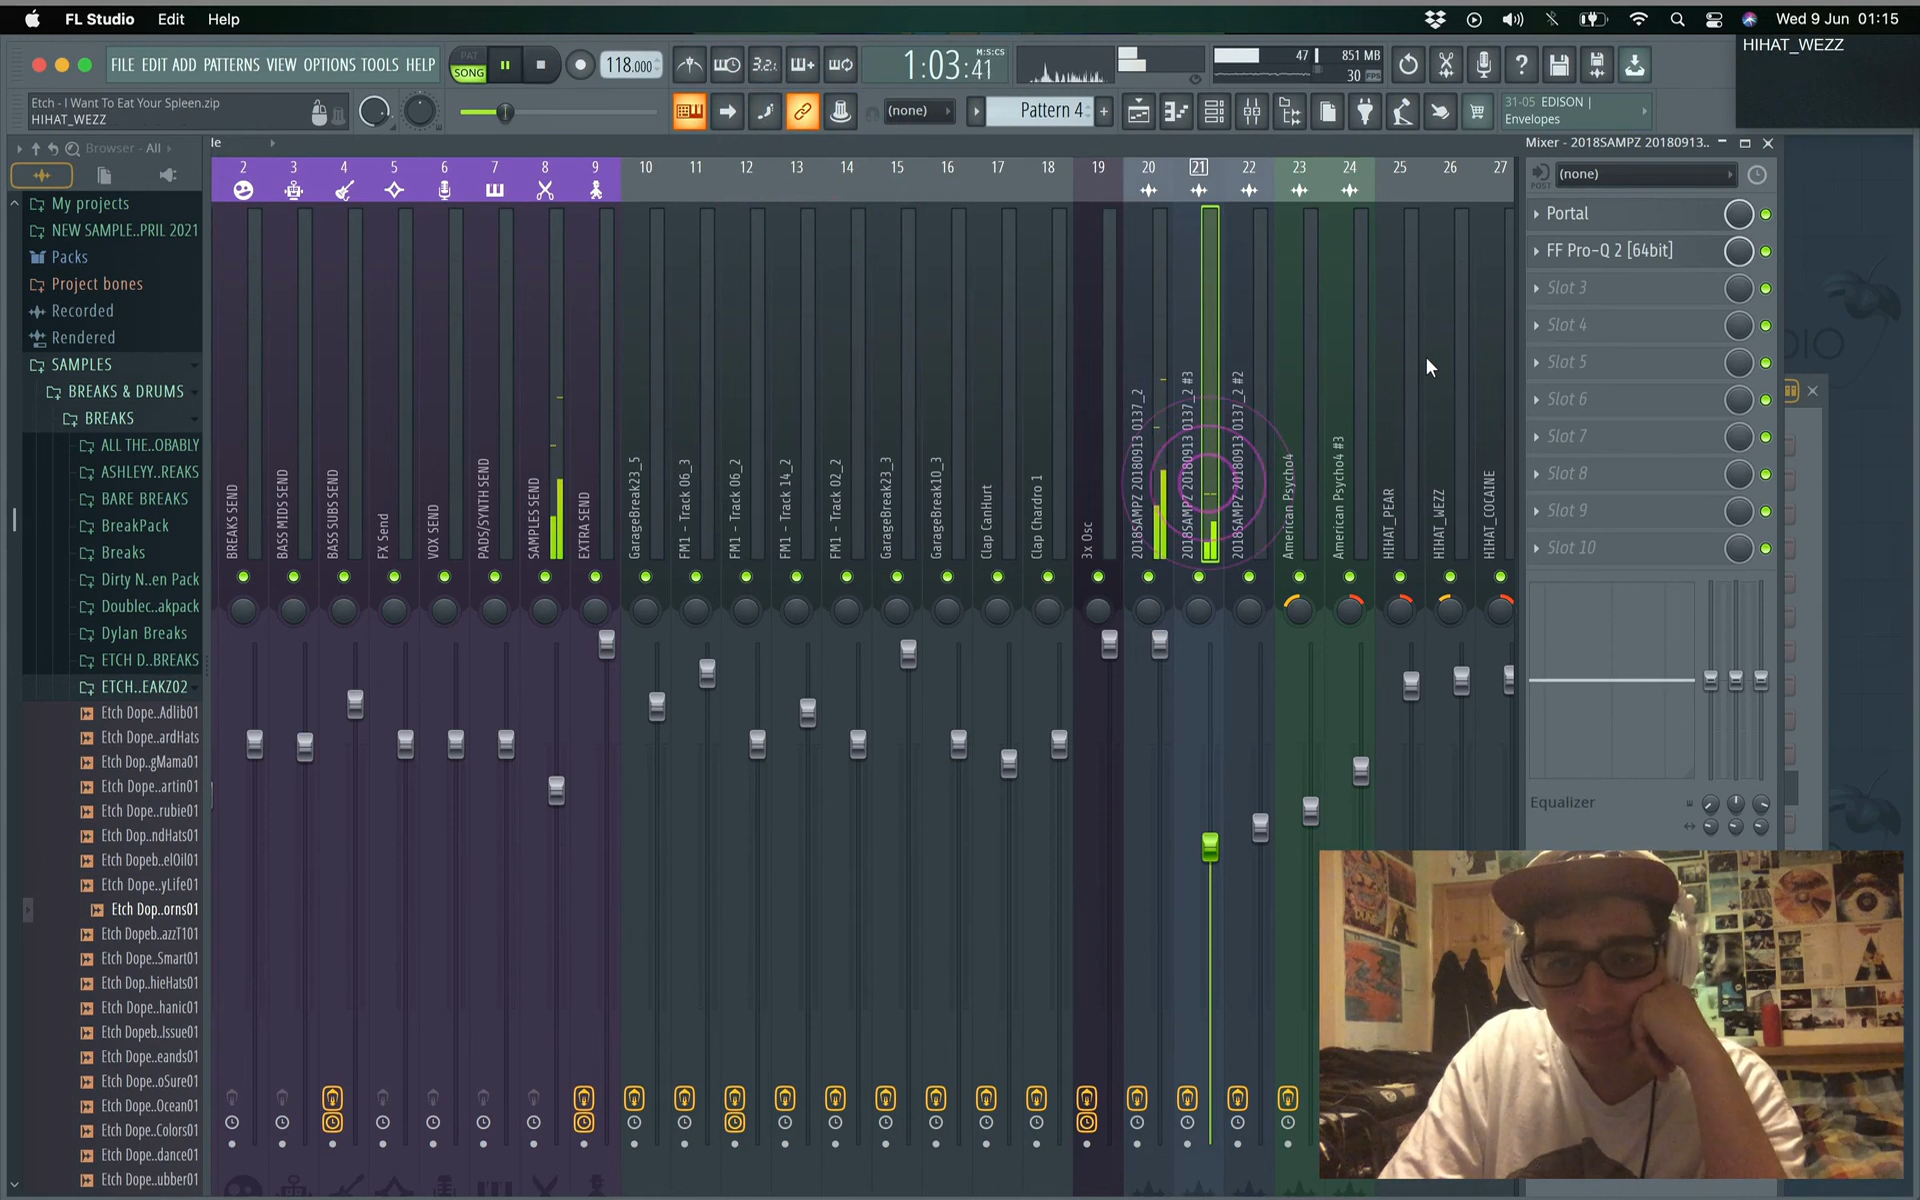 FL Studio Edit Help
Wed 9 Jun 01:15
HIHAT_WEZZ
FILE EDIT ADD PATTERNS VIEW OPTIONS TOOLS HELP
PAT
SONG
118.000
3.2.
1:03:41
M:S:CS
47
851 MB
30 FPS
Etch - I Want To Eat Your Spleen.zip
HIHAT_WEZZ
(none)
Pattern 4
31-05 EDISON |
Envelopes
Browser - All
My projects
NEW SAMPLE..PRIL 2021
Packs
Project bones
Recorded
Rendered
SAMPLES
BREAKS & DRUMS
BREAKS
ALL THE..OBABLY
ASHLEYY..REAKS
BARE BREAKS
BreakPack
Breaks
Dirty N..en Pack
Doublec..akpack
Dylan Breaks
ETCH D..BREAKS
ETCH..EAKZ02
Etch Dope..Adlib01
Etch Dope..ardHats
Etch Dop..gMama01
Etch Dope..artin01
Etch Dope..rubie01
Etch Dop..ndHats01
Etch Dopeb..elOil01
Etch Dope..yLife01
Etch Dop..orns01
Etch Dopeb..azzT101
Etch Dope..Smart01
Etch Dop..hieHats01
Etch Dope..hanic01
Etch Dopeb..Issue01
Etch Dope..eands01
Etch Dope..oSure01
Etch Dope..Ocean01
Etch Dope..Colors01
Etch Dope..dance01
Etch Dope..ubber01
le
2 3 4 5 6 7 8 9 10 11 12 13 14 15 16 17 18 19 20 21 22 23 24 25 26 27
BREAKS SEND
BASS MIDS SEND
BASS SUBS SEND
FX Send
VOX SEND
PADS/SYNTH SEND
SAMPLES SEND
EXTRA SEND
GarageBreak23_5
FM1 - Track 06_3
FM1 - Track 06_2
FM1 - Track 14_2
FM1 - Track 02_2
GarageBreak23_3
GarageBreak10_3
Clap CanHurt
Clap Chardro 1
3x Osc
2018SAMPZ 20180913 0137_2
2018SAMPZ 20180913 0137_2 #3
2018SAMPZ 20180913 0137_2 #2
American Psycho4
American Psycho4 #3
HIHAT_PEAR
HIHAT_WEZZ
HIHAT_COCAINE
Mixer - 2018SAMPZ 20180913..
POST
(none)
Portal
FF Pro-Q 2 [64bit]
Slot 3
Slot 4
Slot 5
Slot 6
Slot 7
Slot 8
Slot 9
Slot 10
Equalizer